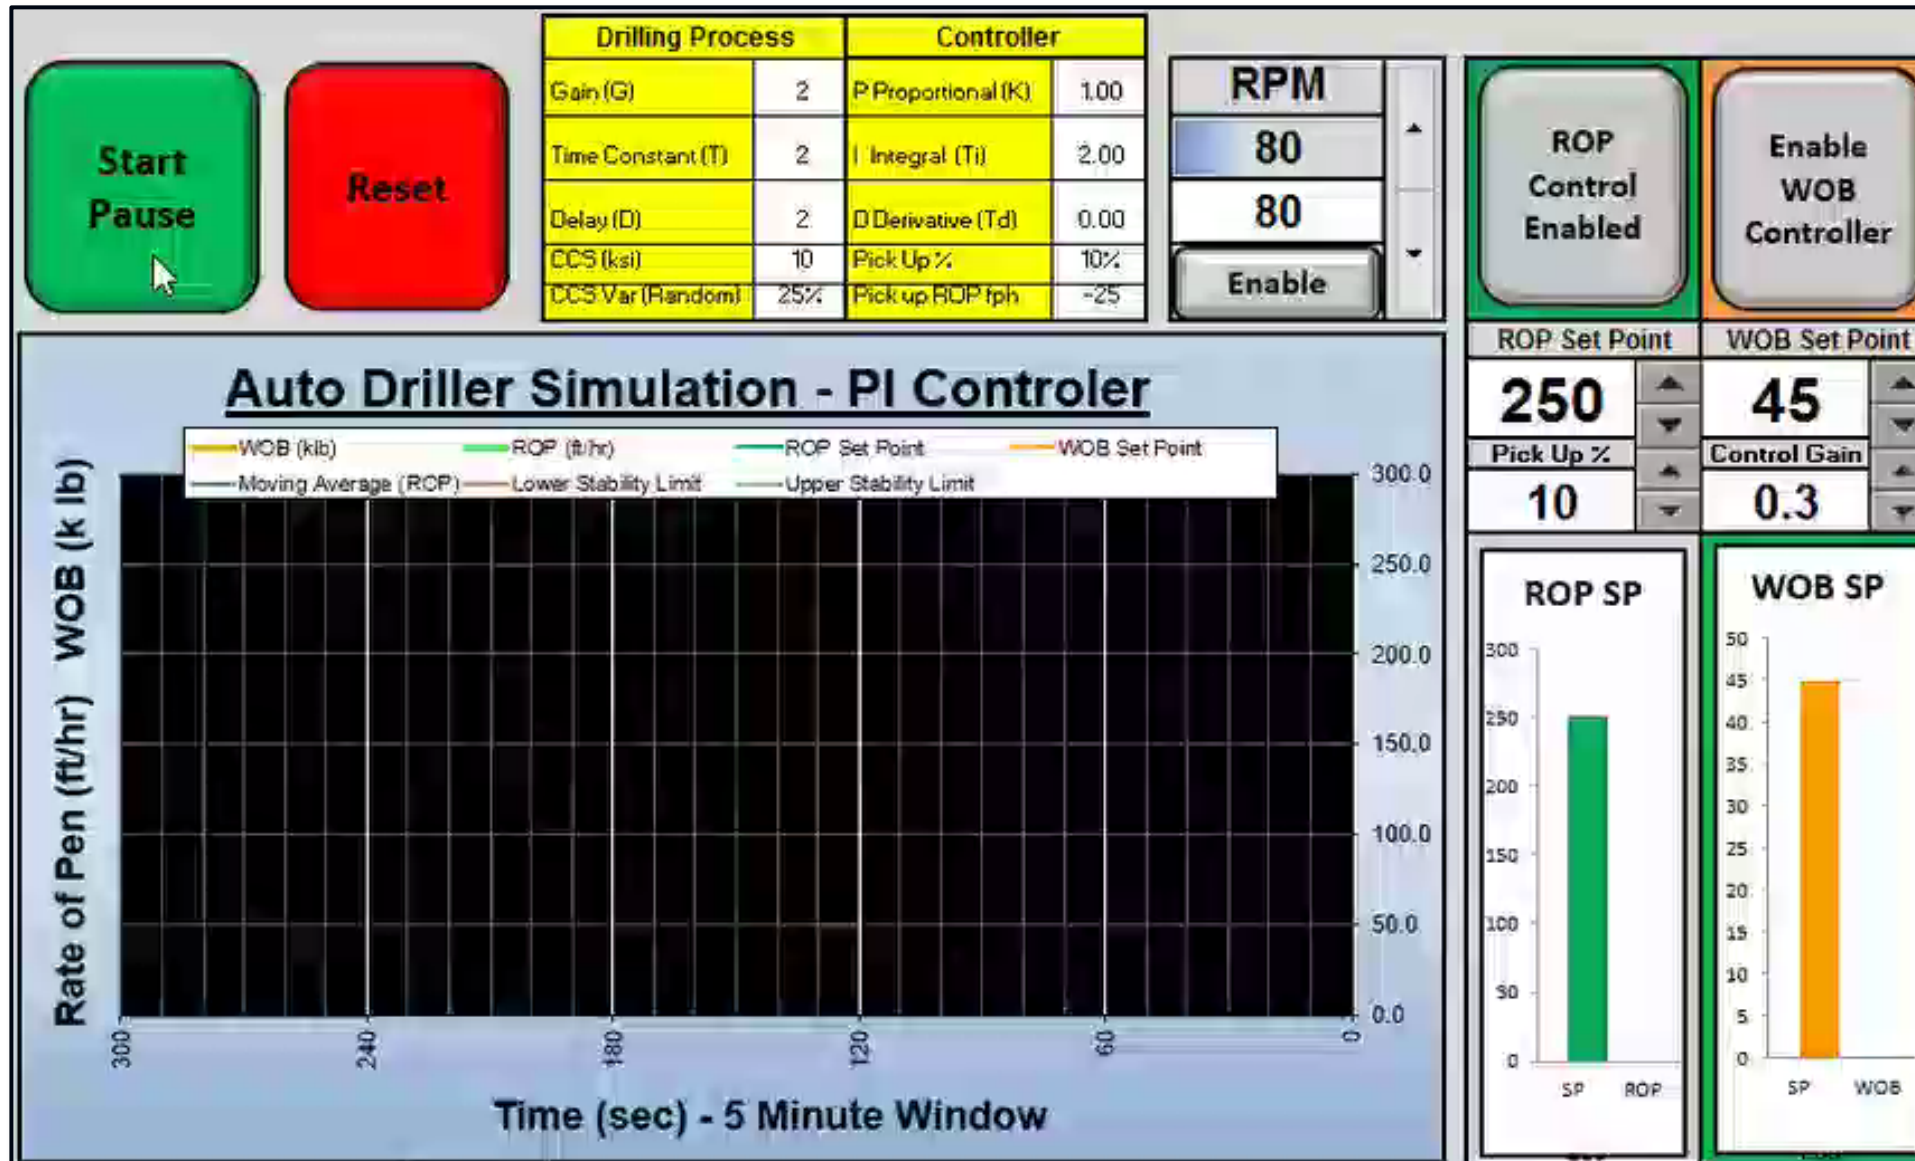 Start
Pause
Reset
Drilling Process Controller
Gain (G) 2 P Proportional (K) 1.00
Time Constant (T) 2 I Integral (Ti) 2.00
Delay (D) 2 D Derivative (Td) 0.00
CCS (ksi) 10 Pick Up % 10%
CCS Var (Random) 25% Pick up ROP fph -25
RPM
80
80
Enable
ROP
Control
Enabled
Enable
WOB
Controller
ROP Set Point WOB Set Point
250 45
Pick Up % Control Gain
10 0.3
Auto Driller Simulation - PI Controler
WOB (klb) ROP (ft/hr) ROP Set Point WOB Set Point
Moving Average (ROP) Lower Stability Limit Upper Stability Limit
Rate of Pen (ft/hr) WOB (k lb)
300.0
250.0
200.0
150.0
100.0
50.0
0.0
300 240 180 120 60 0
Time (sec) - 5 Minute Window
ROP SP
300
250
200
150
100
50
0
SP ROP
WOB SP
50
45
40
35
30
25
20
15
10
5
0
SP WOB